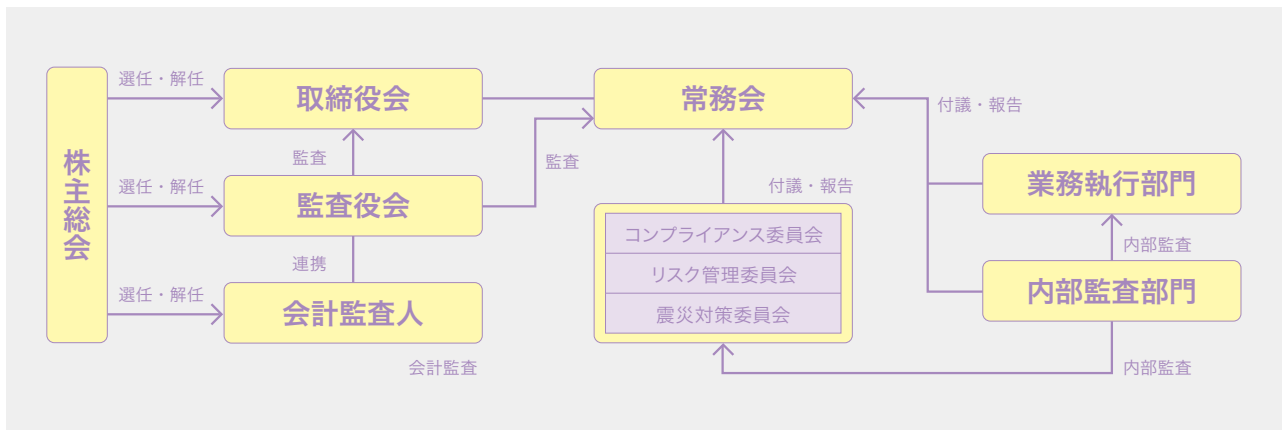 株主総会
選任・解任
取締役会
常務会
付議・報告
監査
監査
選任・解任
監査役会
付議・報告
業務執行部門
コンプライアンス委員会
内部監査
連携
リスク管理委員会
選任・解任
会計監査人
内部監査部門
震災対策委員会
会計監査
内部監査